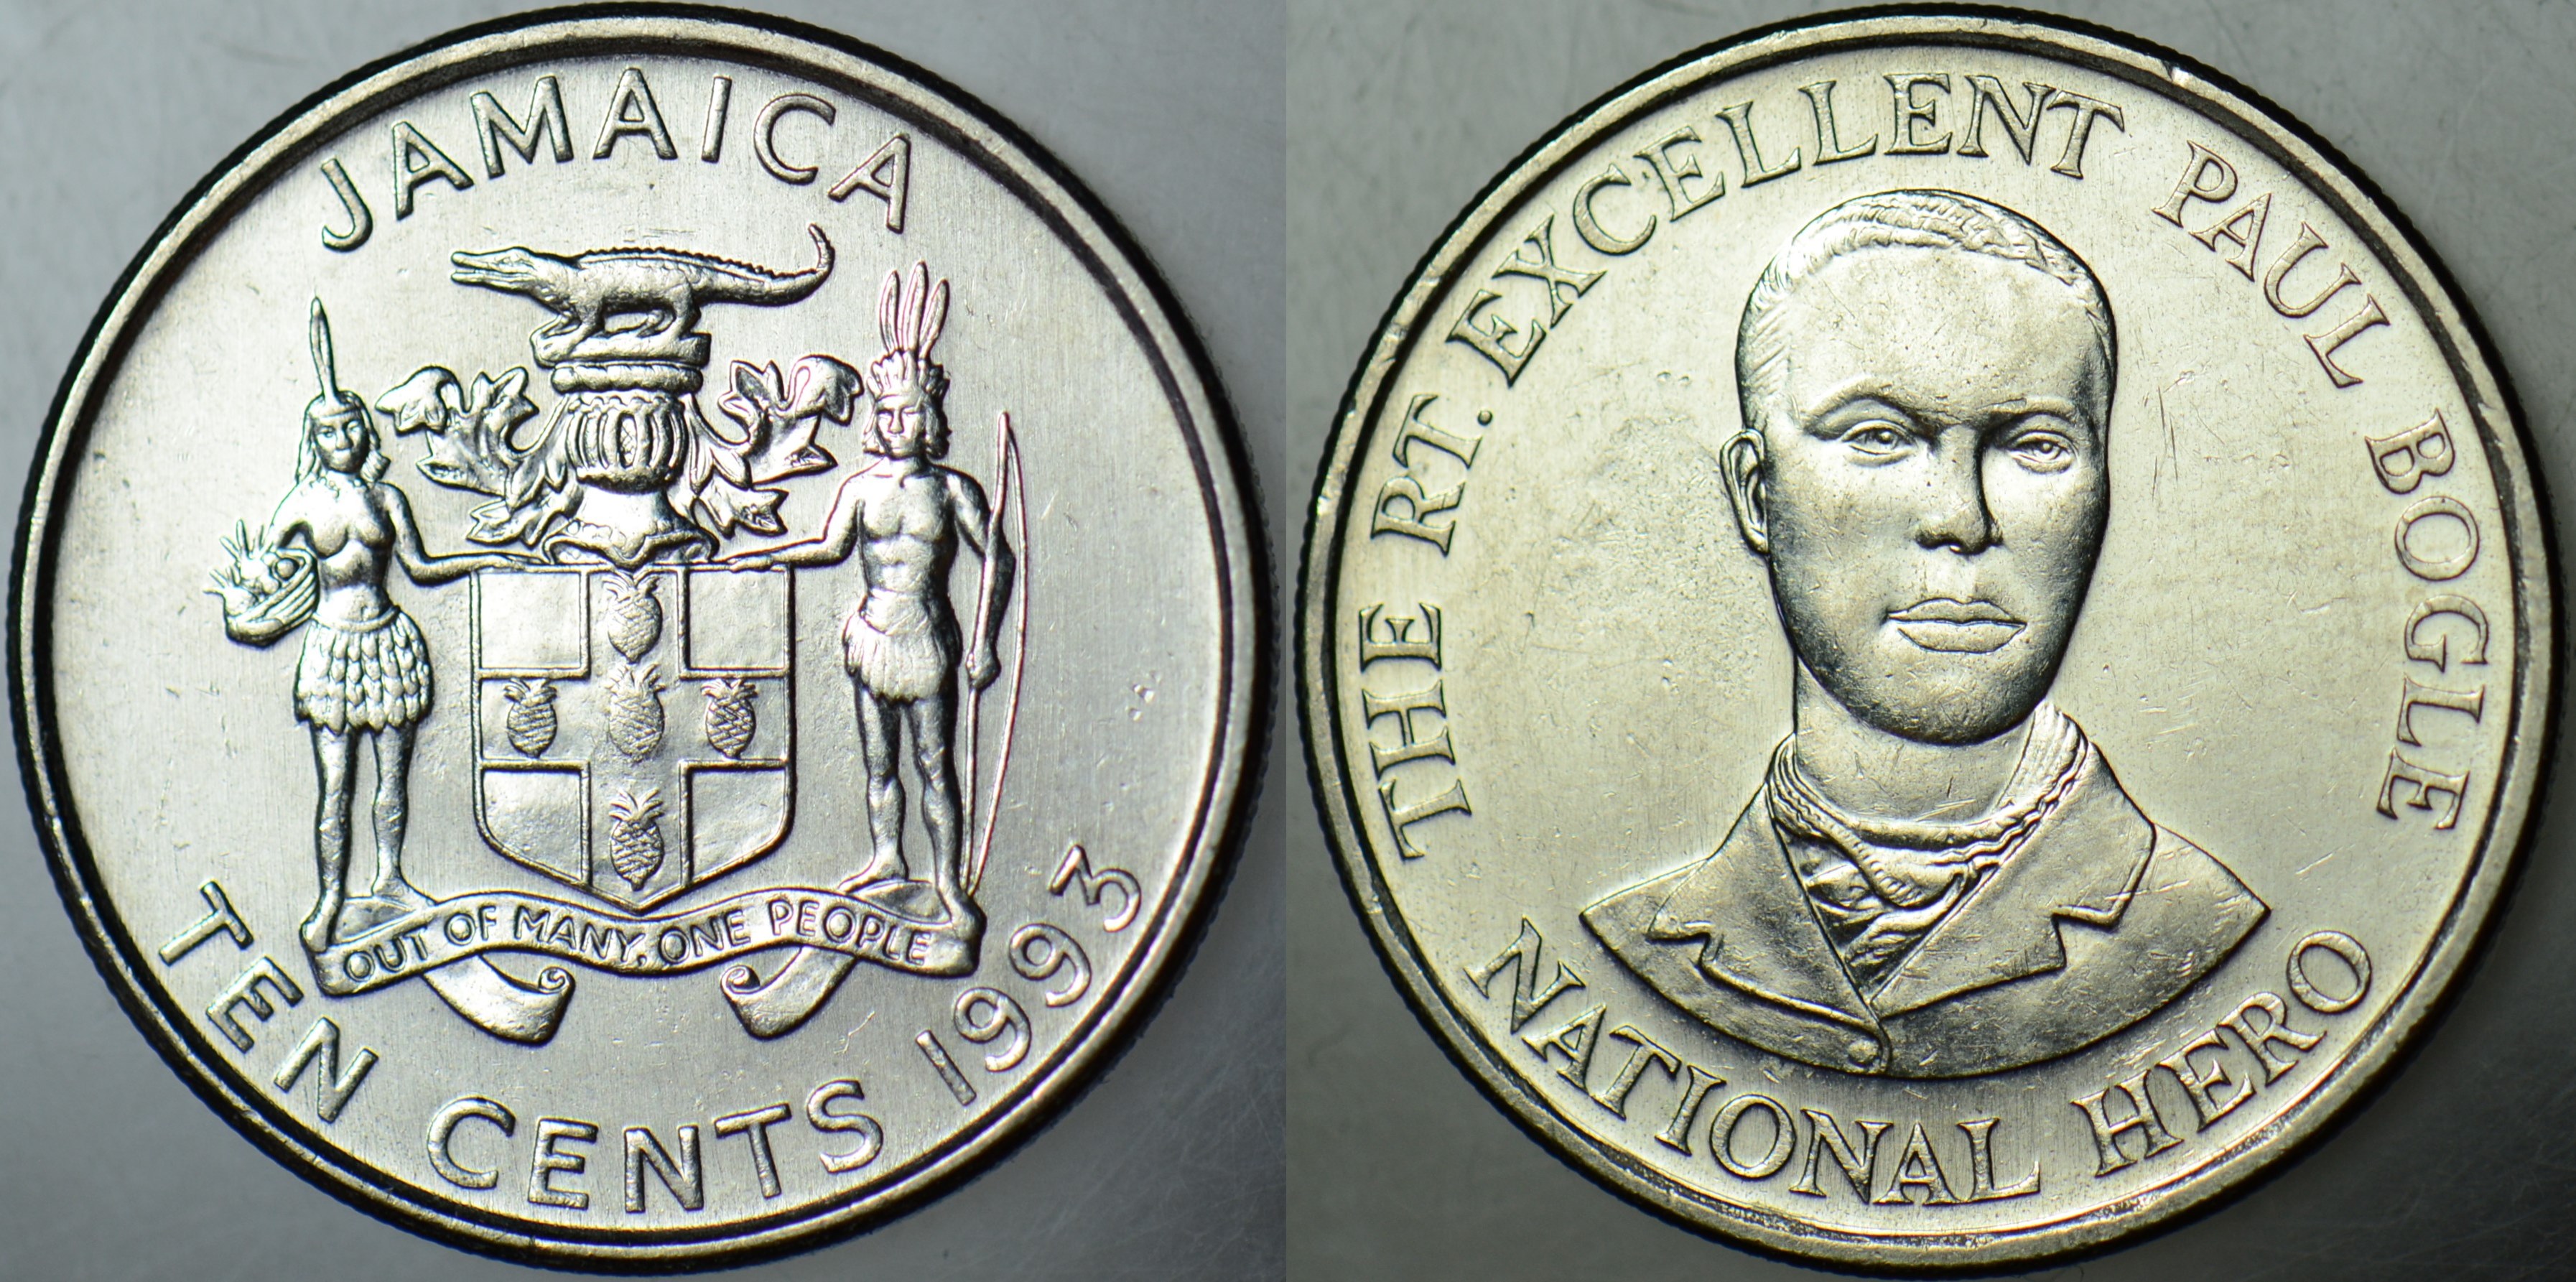 JAMAICA
OUT OF MANY, ONE PEOPLE
TEN CENTS 1993
THE RT. EXCELLENT PAUL BOGLE
NATIONAL HERO